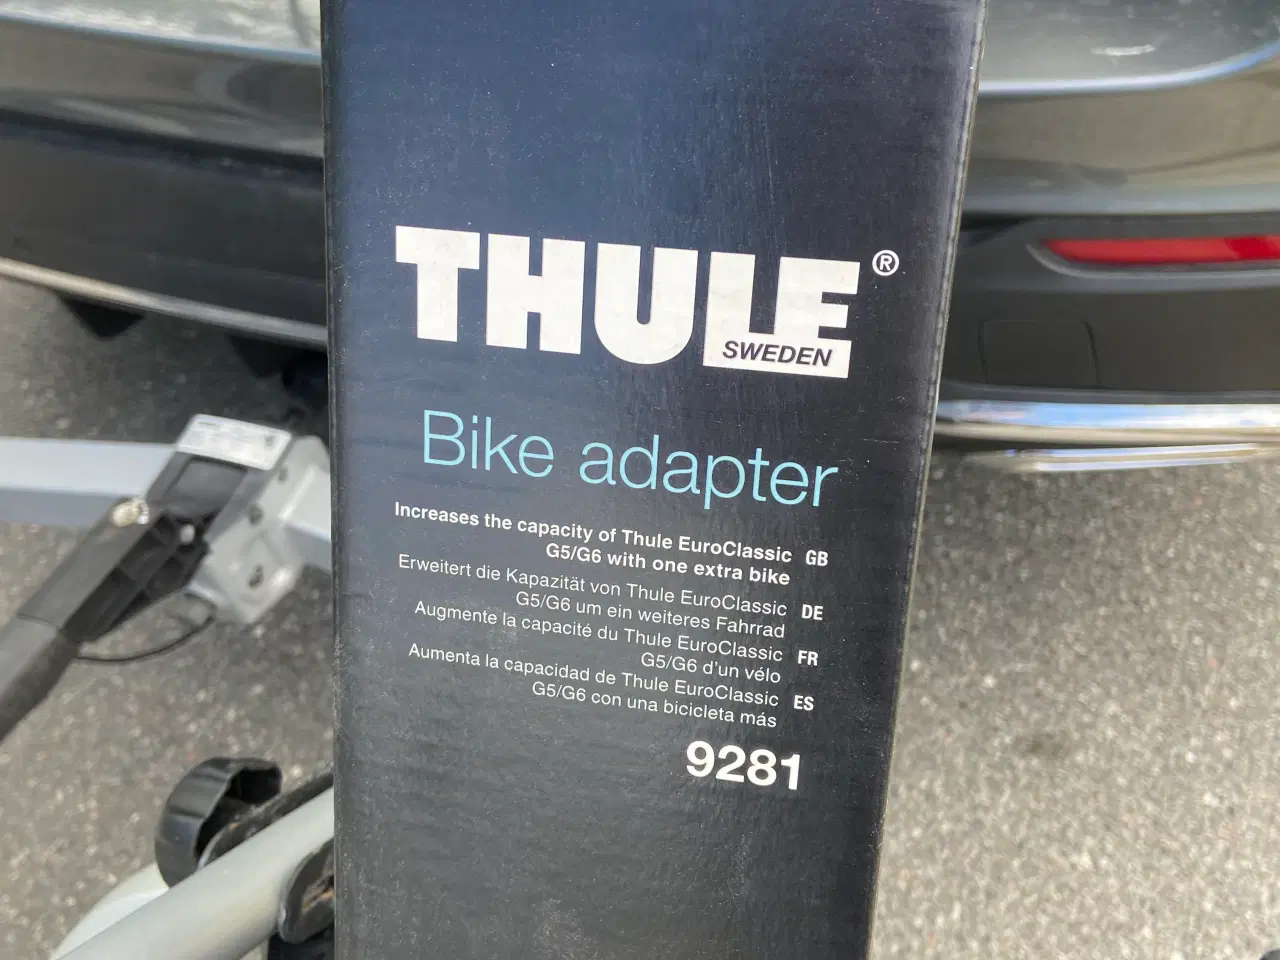 THULE®
SWEDEN
Bike adapter
Increases the capacity of Thule EuroClassic GB
G5/G6 with one extra bike
Erweitert die Kapazität von Thule EuroClassic DE
G5/G6 um ein weiteres Fahrrad
Augmente la capacité du Thule EuroClassic FR
G5/G6 d'un vélo
Aumenta la capacidad de Thule EuroClassic ES
G5/G6 con una bicicleta más
9281